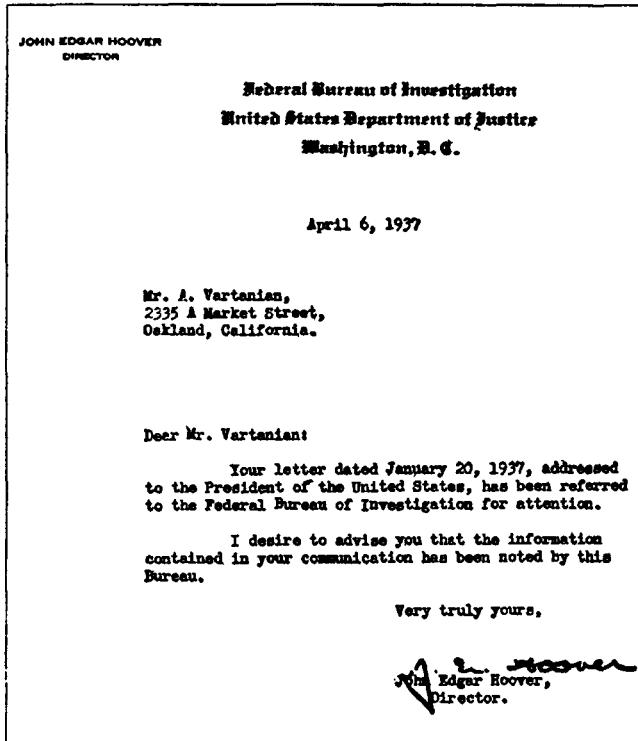 JOHN EDGAR HOOVER
DIRECTOR
Federal Bureau of Investigation
United States Department of Justice
Washington, D. C.
April 6, 1937
Mr. A. Vartanian,
2335 A Market Street,
Oakland, California.
Dear Mr. Vartanian:
Your letter dated January 20, 1937, addressed
to the President of the United States, has been referred
to the Federal Bureau of Investigation for attention.
I desire to advise you that the information
contained in your communication has been noted by this
Bureau.
Very truly yours,
J. E. Hoover
John Edgar Hoover,
Director.